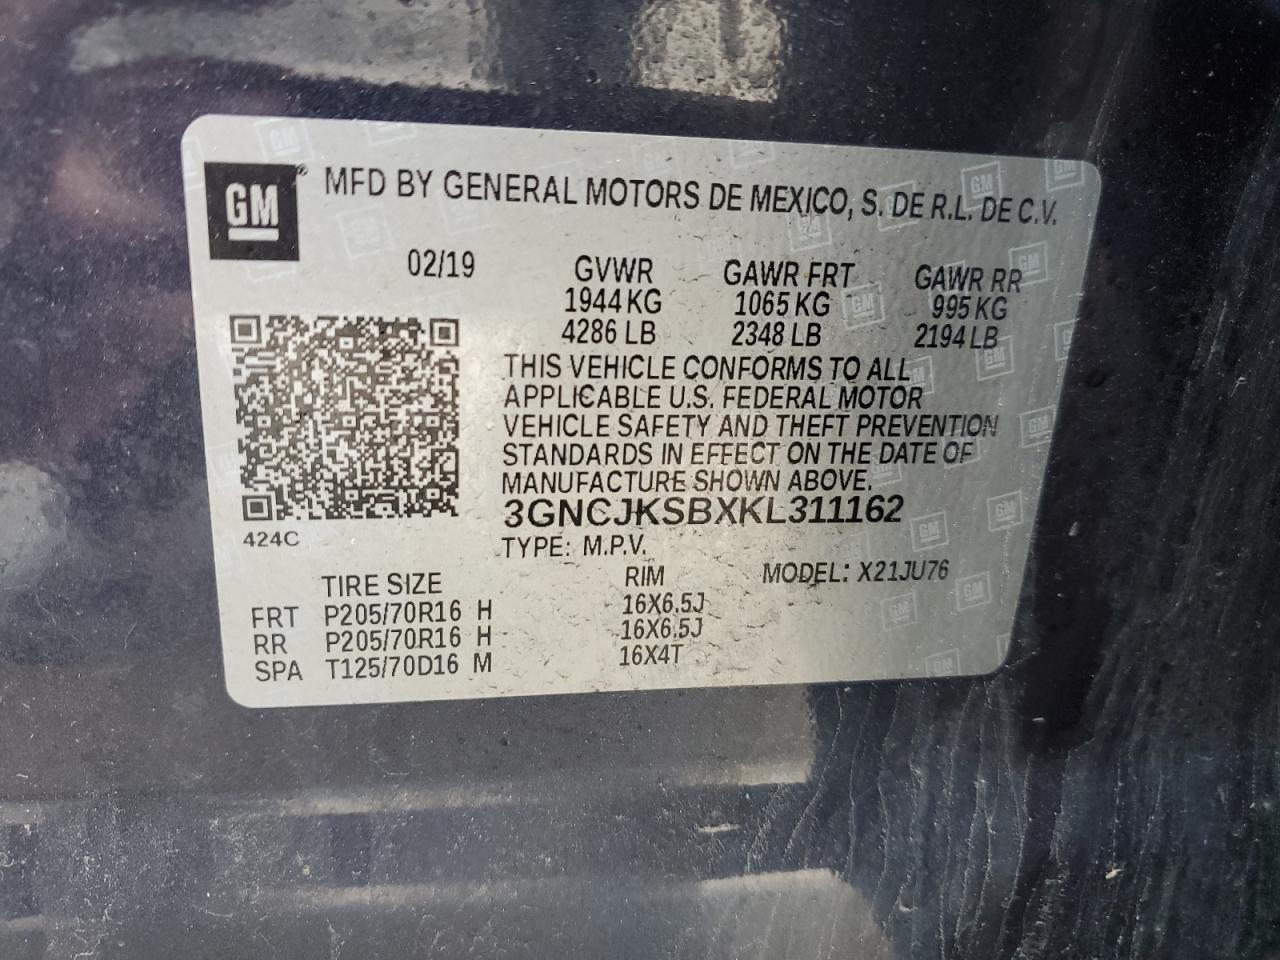 GM ® MFD BY GENERAL MOTORS DE MEXICO, S. DE R.L. DE C.V.
02/19 GVWR GAWR FRT GAWR RR
1944 KG 1065 KG 995 KG
4286 LB 2348 LB 2194 LB
THIS VEHICLE CONFORMS TO ALL
APPLICABLE U.S. FEDERAL MOTOR
VEHICLE SAFETY AND THEFT PREVENTION
STANDARDS IN EFFECT ON THE DATE OF
MANUFACTURE SHOWN ABOVE.
3GNCJKSBXKL311162
424C
TYPE: M.P.V.
TIRE SIZE RIM MODEL: X21JU76
FRT P205/70R16 H 16X6.5J
RR P205/70R16 H 16X6.5J
SPA T125/70D16 M 16X4T